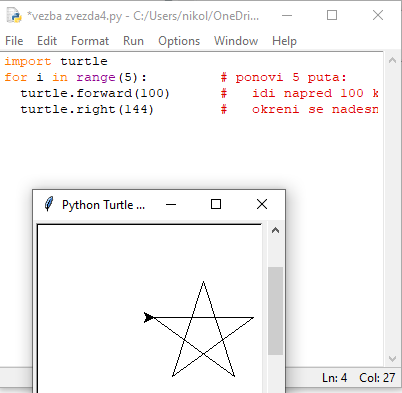 *vezba zvezda4.py - C:/Users/nikol/OneDri...
File Edit Format Run Options Window Help
import turtle
for i in range(5): # ponovi 5 puta:
turtle.forward(100) # idi napred 100 k
turtle.right(144) # okreni se nadesn
Python Turtle ...
Ln: 4 Col: 27